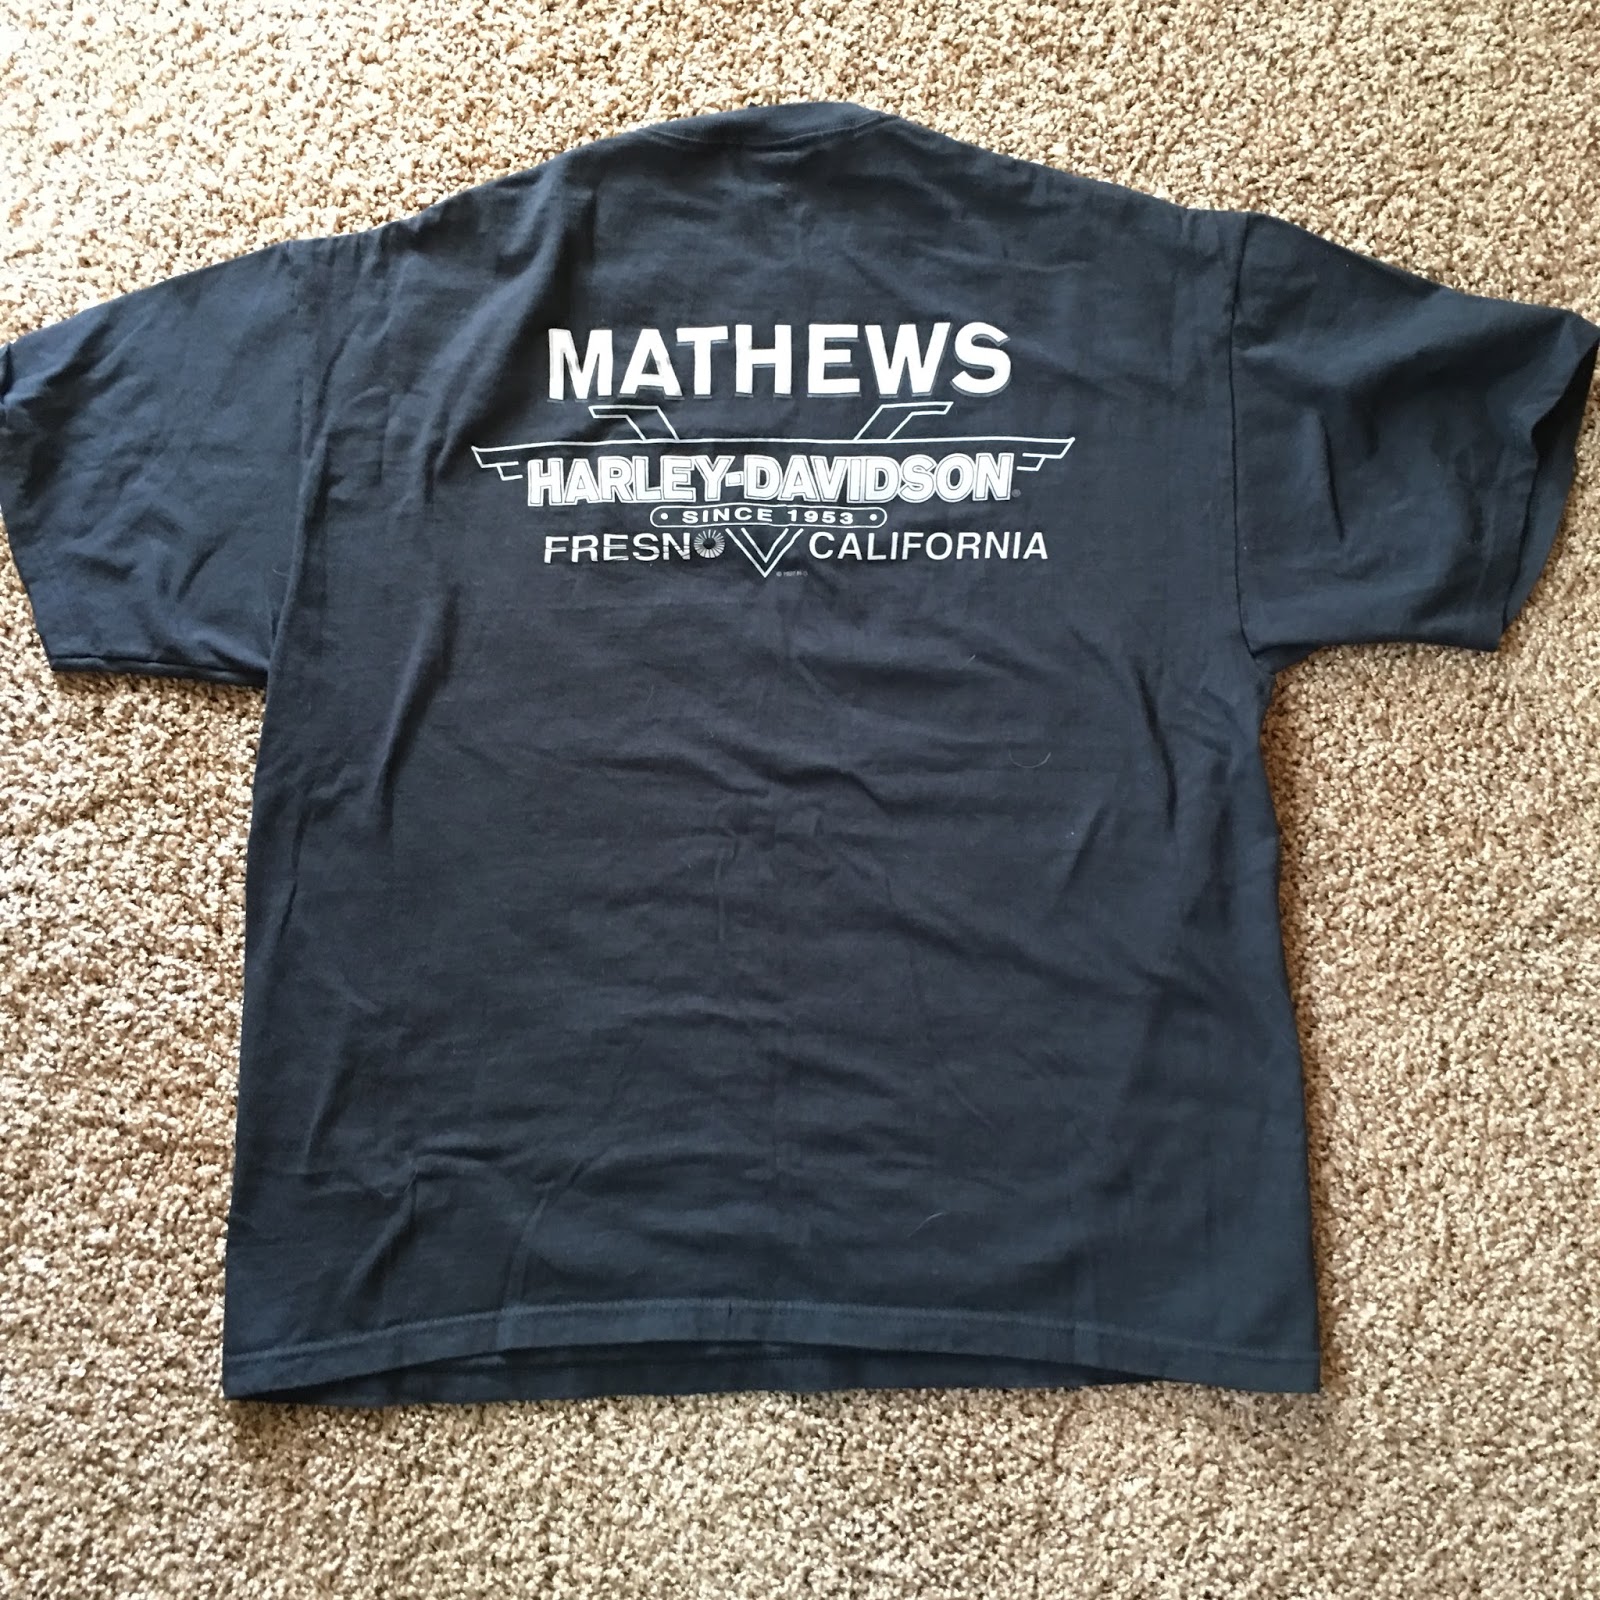 MATHEWS
HARLEY-DAVIDSON®
• SINCE 1953 •
FRESNO CALIFORNIA